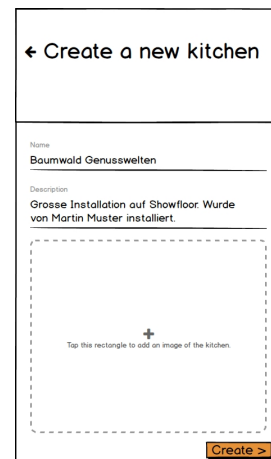 ← Create a new kitchen
Name
Baumwald Genusswelten
Description
Grosse Installation auf Showfloor. Wurde
von Martin Muster installiert.
+
Tap this rectangle to add an image of the kitchen.
Create >